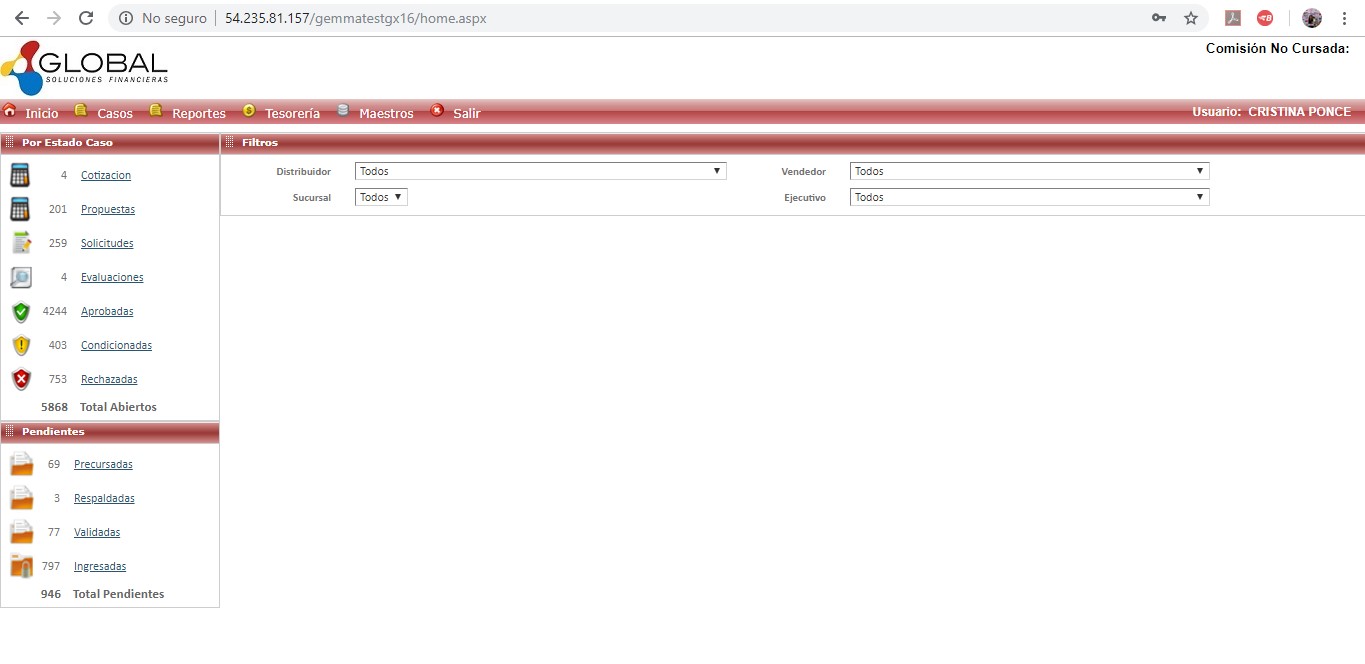 No seguro | 54.235.81.157/gemmatestgx16/home.aspx
GLOBAL
SOLUCIONES FINANCIERAS
Comisión No Cursada:
Inicio Casos Reportes Tesorería Maestros Salir
Usuario: CRISTINA PONCE
Por Estado Caso
4 Cotizacion
201 Propuestas
259 Solicitudes
4 Evaluaciones
4244 Aprobadas
403 Condicionadas
753 Rechazadas
5868 Total Abiertos
Pendientes
69 Precursadas
3 Respaldadas
77 Validadas
797 Ingresadas
946 Total Pendientes
Filtros
Distribuidor Todos Vendedor Todos
Sucursal Todos Ejecutivo Todos